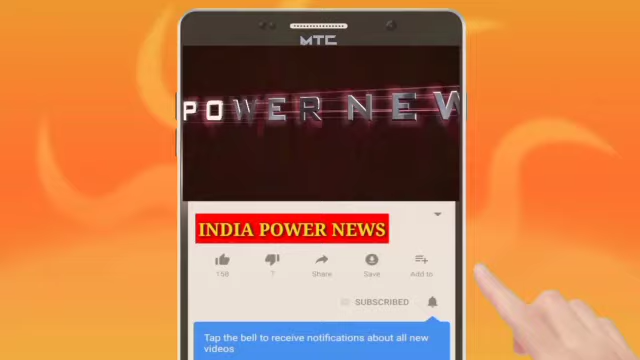 MTC
POWER NEW
INDIA POWER NEWS
158
?
Share
Save
Add to
SUBSCRIBED
Tap the bell to receive notifications about all new
videos